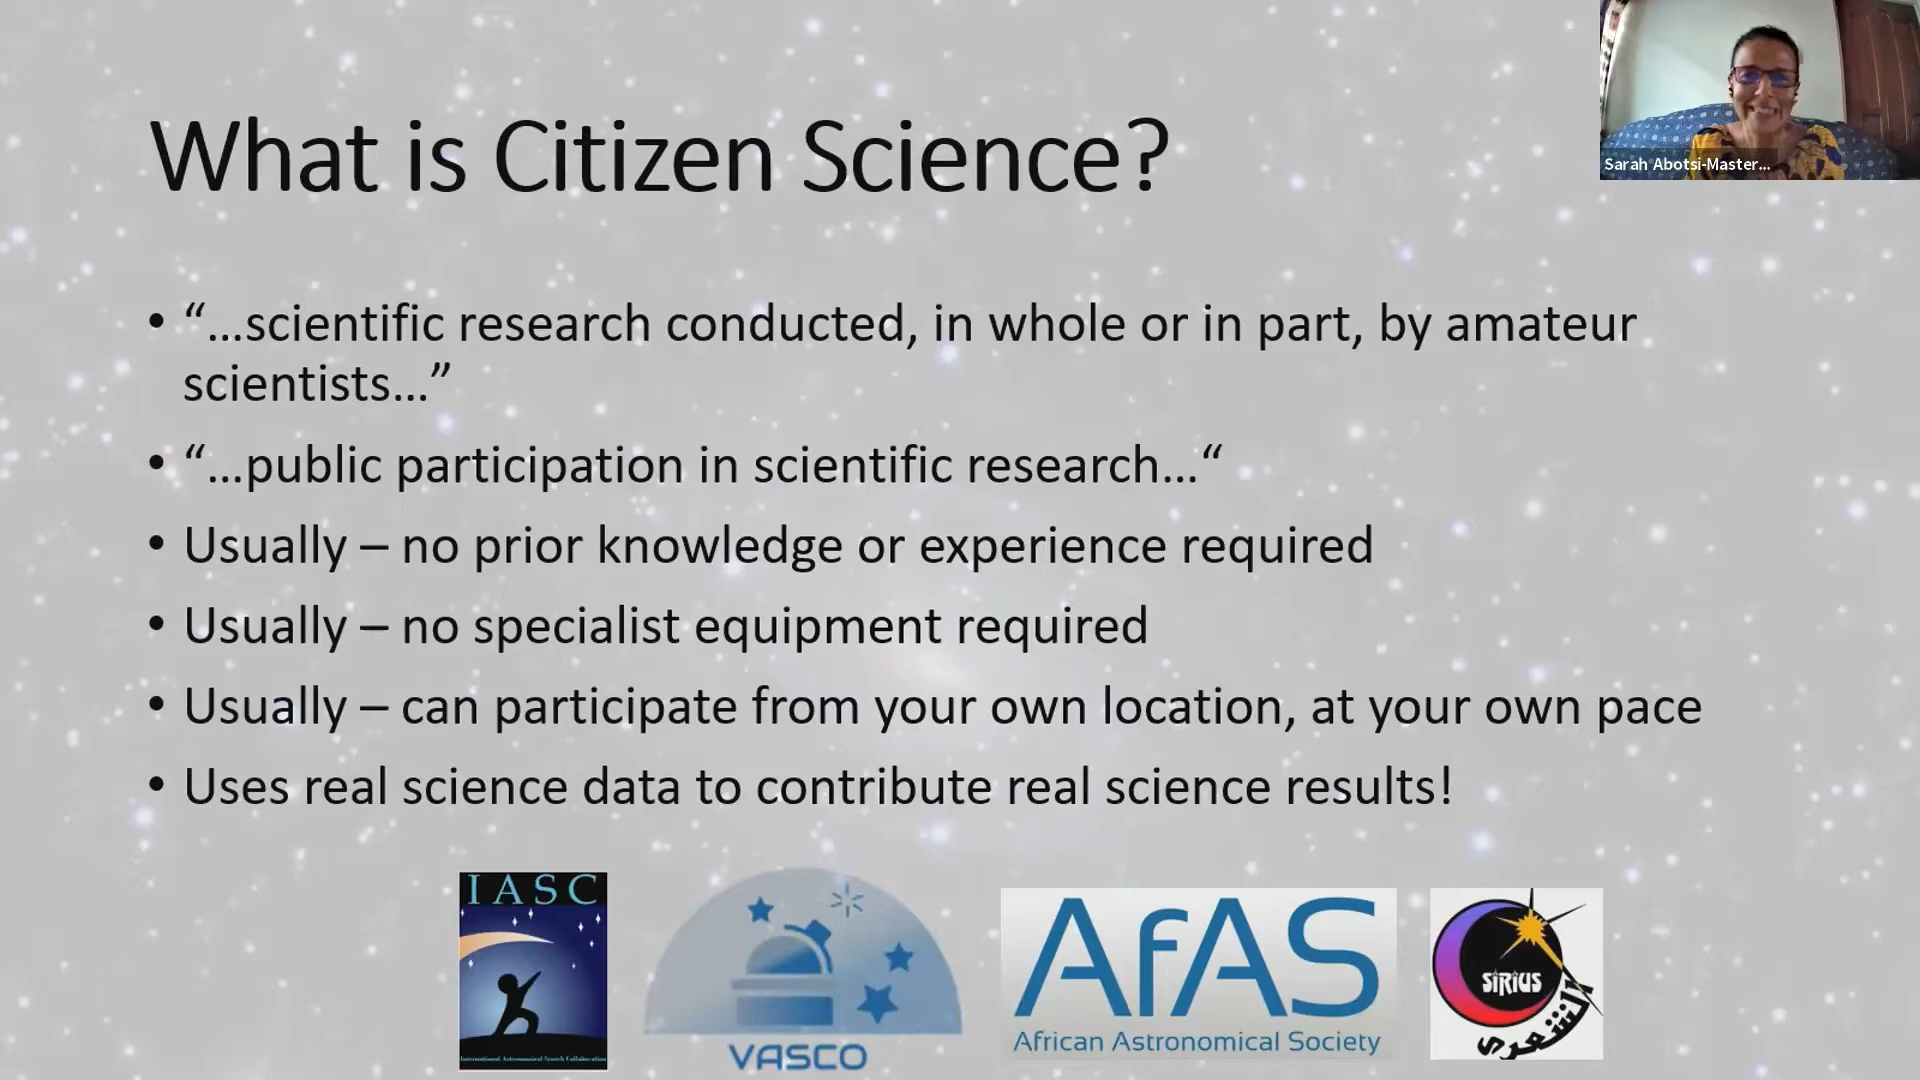 What is Citizen Science?
Sarah Abotsi-Master...
• “...scientific research conducted, in whole or in part, by amateur
scientists...”
• “...public participation in scientific research...“
• Usually – no prior knowledge or experience required
• Usually – no specialist equipment required
• Usually – can participate from your own location, at your own pace
• Uses real science data to contribute real science results!
IASC
International Astronomical Search Collaboration
VASCO
AfAS
African Astronomical Society
SiRiUS
الشعرى